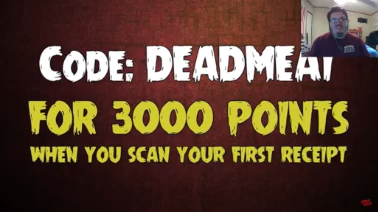 CODE: DEADMEAT
FOR 3000 POINTS
WHEN YOU SCAN YOUR FIRST RECEIPT